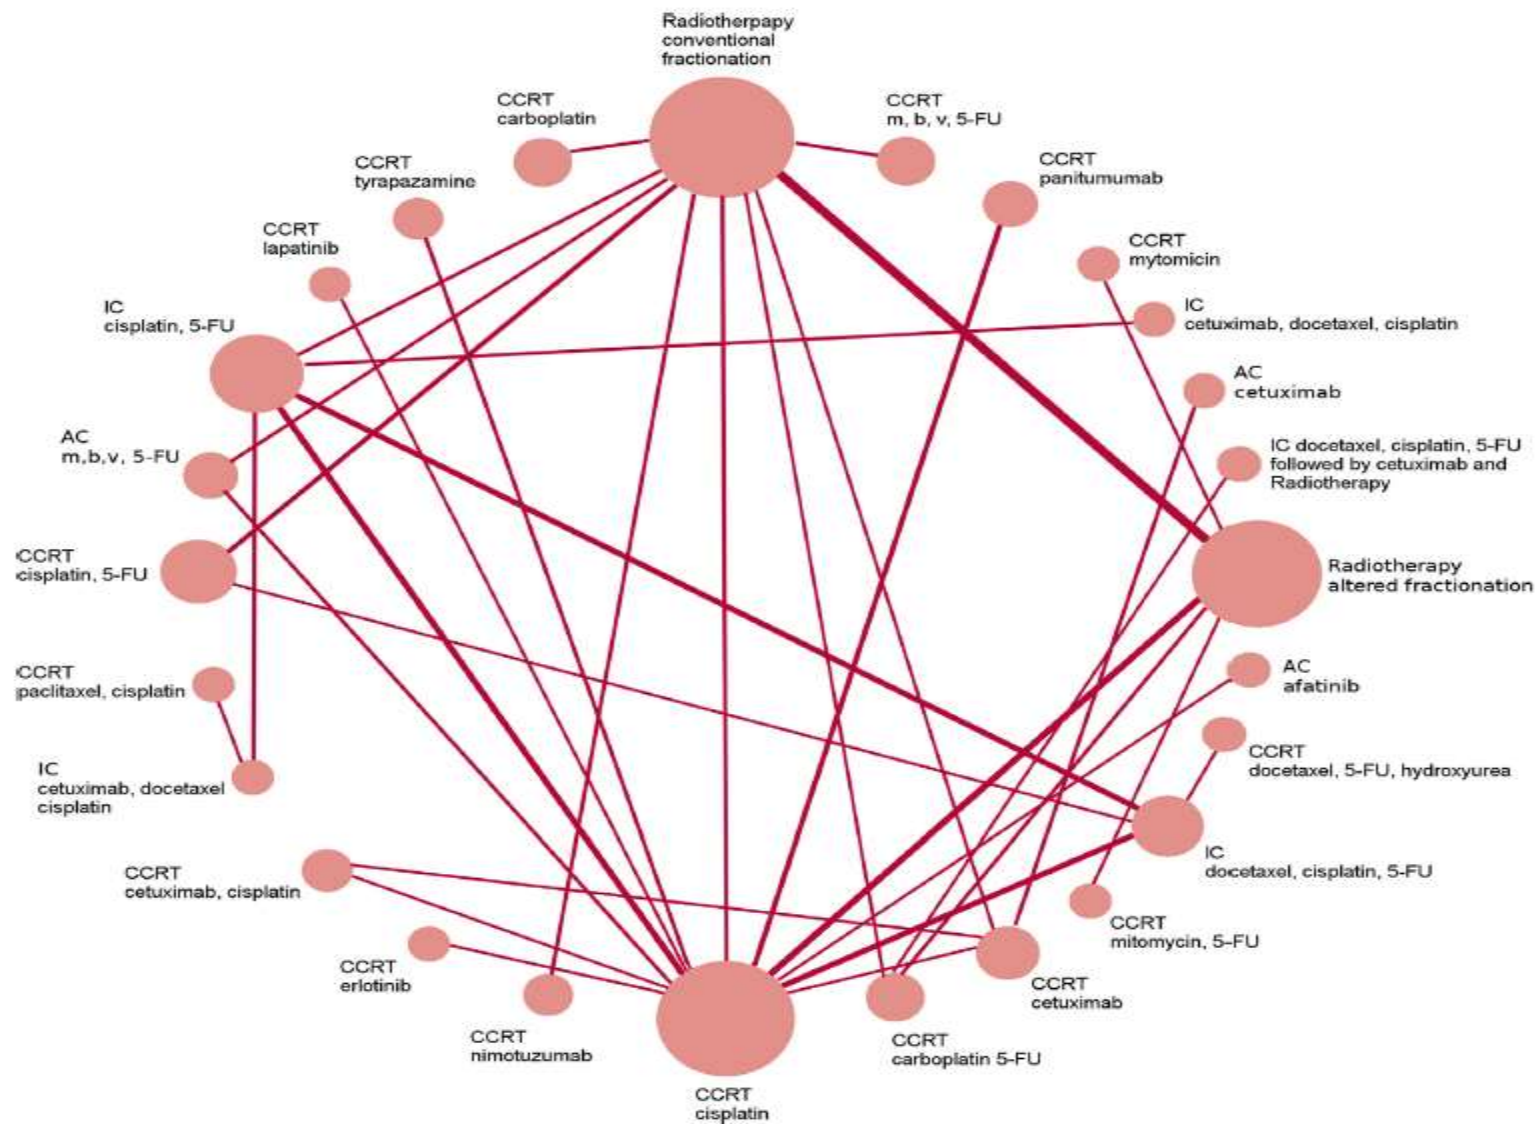 Radiotherpapy
conventional
fractionation
CCRT
carboplatin
CCRT
m, b, v, 5-FU
CCRT
tyrapazamine
CCRT
panitumumab
CCRT
lapatinib
CCRT
mytomicin
IC
cisplatin, 5-FU
IC
cetuximab, docetaxel, cisplatin
AC
cetuximab
AC
m,b,v, 5-FU
IC docetaxel, cisplatin, 5-FU
followed by cetuximab and
Radiotherapy
CCRT
cisplatin, 5-FU
Radiotherapy
altered fractionation
CCRT
paclitaxel, cisplatin
AC
afatinib
CCRT
docetaxel, 5-FU, hydroxyurea
IC
cetuximab, docetaxel
cisplatin
IC
docetaxel, cisplatin, 5-FU
CCRT
cetuximab, cisplatin
CCRT
mitomycin, 5-FU
CCRT
erlotinib
CCRT
cetuximab
CCRT
nimotuzumab
CCRT
carboplatin 5-FU
CCRT
cisplatin